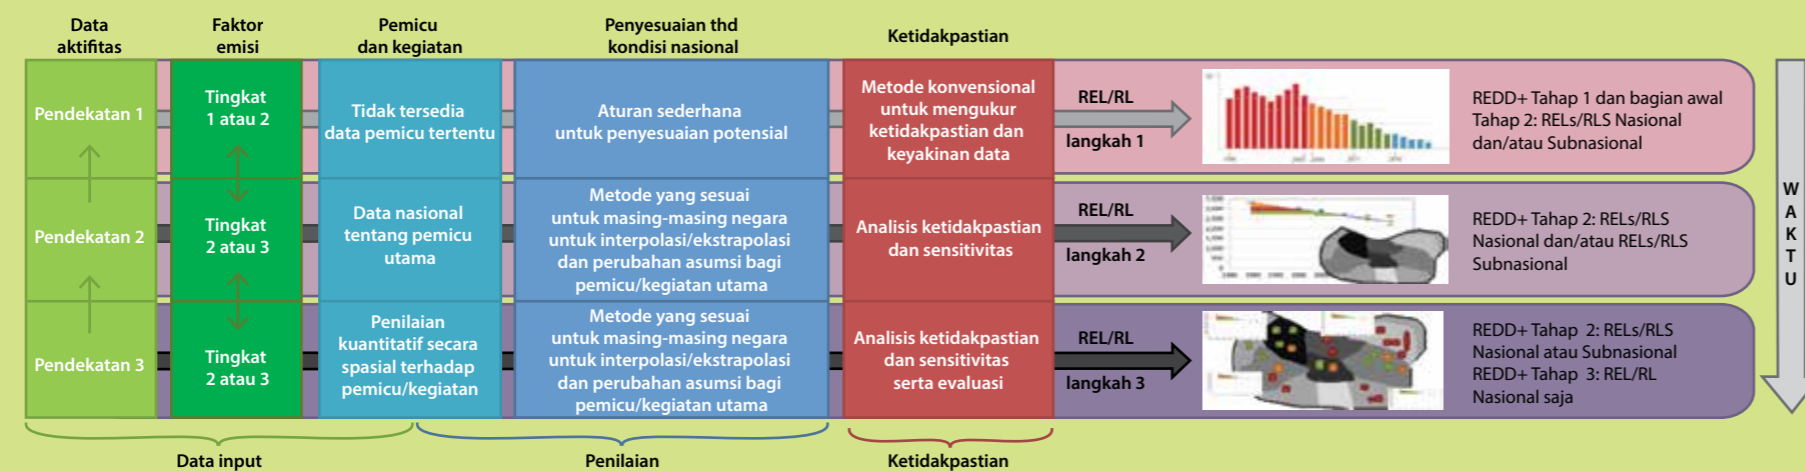 Data
aktifitas
Faktor
emisi
Pemicu
dan kegiatan
Penyesuaian thd
kondisi nasional
Ketidakpastian
Pendekatan 1
Tingkat
1 atau 2
Tidak tersedia
data pemicu tertentu
Aturan sederhana
untuk penyesuaian potensial
Metode konvensional
untuk mengukur
ketidakpastian dan
keyakinan data
REL/RL
langkah 1
REDD+ Tahap 1 dan bagian awal
Tahap 2: RELs/RLS Nasional
dan/atau Subnasional
Pendekatan 2
Tingkat
2 atau 3
Data nasional
tentang pemicu
utama
Metode yang sesuai
untuk masing-masing negara
untuk interpolasi/ekstrapolasi
dan perubahan asumsi bagi
pemicu/kegiatan utama
Analisis ketidakpastian
dan sensitivitas
REL/RL
langkah 2
REDD+ Tahap 2: RELs/RLS
Nasional dan/atau RELs/RLS
Subnasional
Pendekatan 3
Tingkat
2 atau 3
Penilaian
kuantitatif secara
spasial terhadap
pemicu/kegiatan
Metode yang sesuai
untuk masing-masing negara
untuk interpolasi/ekstrapolasi
dan perubahan asumsi bagi
pemicu/kegiatan utama
Analisis ketidakpastian
dan sensitivitas
serta evaluasi
REL/RL
langkah 3
REDD+ Tahap 2: RELs/RLS
Nasional atau Subnasional
REDD+ Tahap 3: REL/RL
Nasional saja
WAKTU
Data input
Penilaian
Ketidakpastian